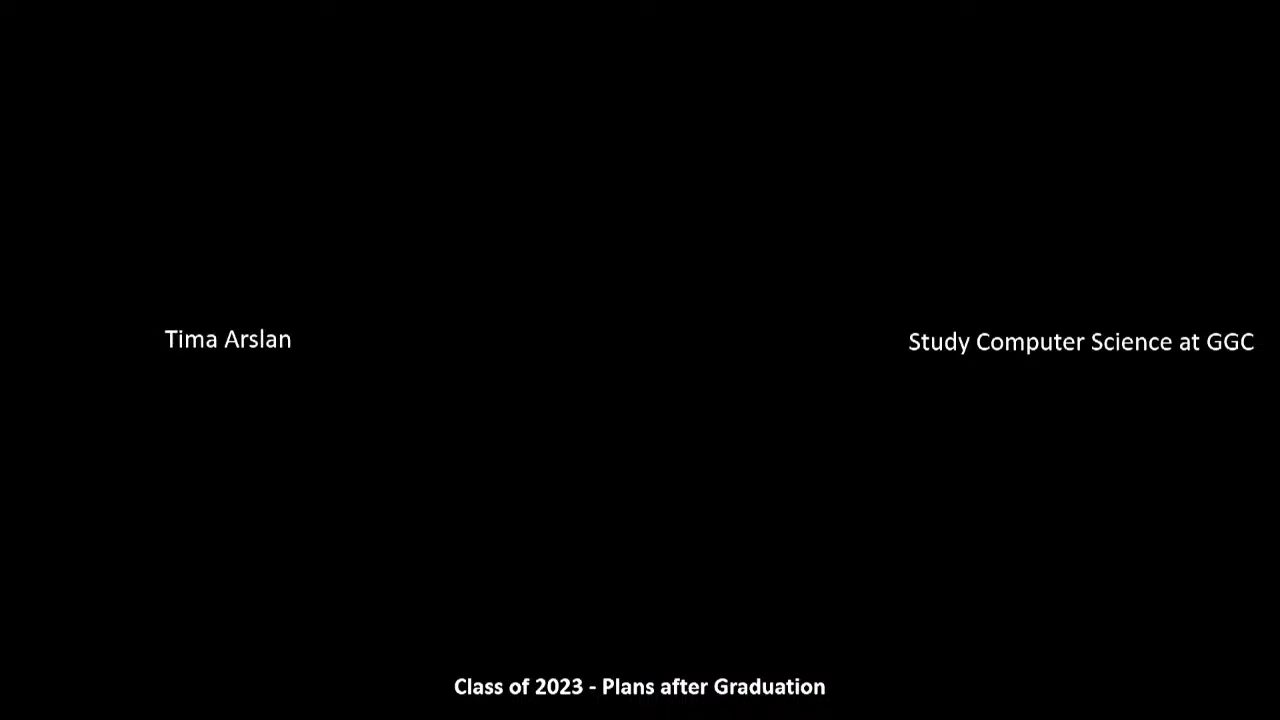 Tima Arslan
Study Computer Science at GGC
Class of 2023 - Plans after Graduation